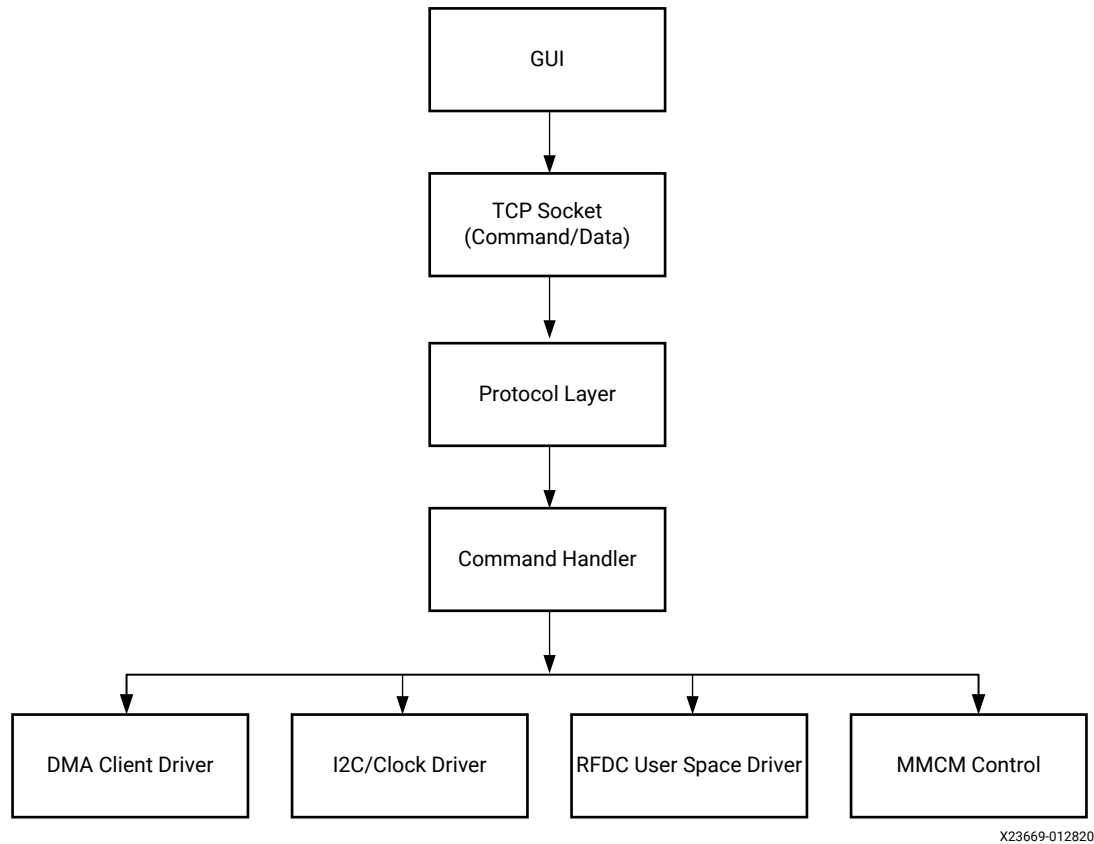 GUI
TCP Socket
(Command/Data)
Protocol Layer
Command Handler
DMA Client Driver
I2C/Clock Driver
RFDC User Space Driver
MMCM Control
X23669-012820